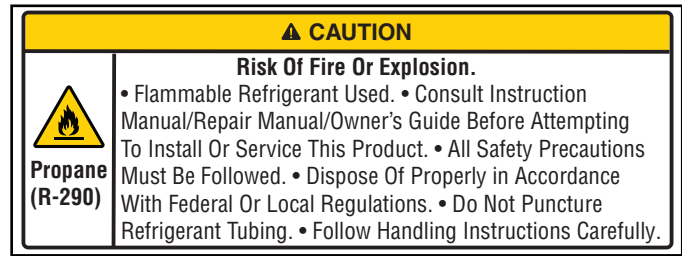 CAUTION
Risk Of Fire Or Explosion.
• Flammable Refrigerant Used. • Consult Instruction
Manual/Repair Manual/Owner's Guide Before Attempting
To Install Or Service This Product. • All Safety Precautions
Must Be Followed. • Dispose Of Properly in Accordance
With Federal Or Local Regulations. • Do Not Puncture
Refrigerant Tubing. • Follow Handling Instructions Carefully.
Propane
(R-290)